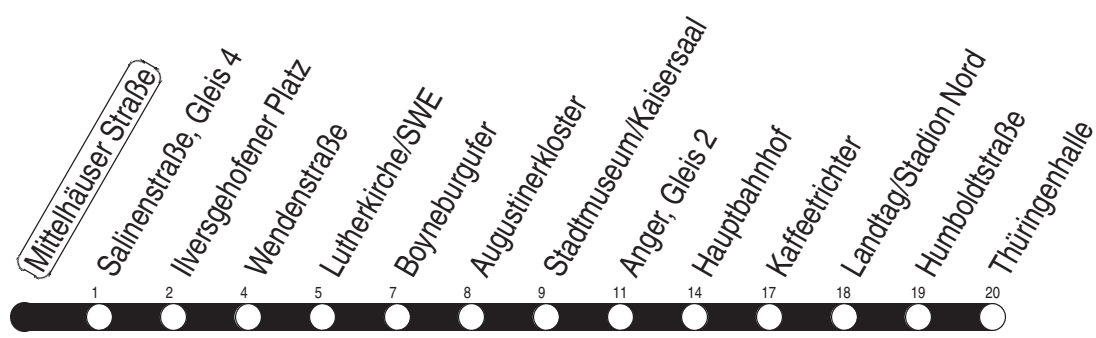 Mittelhäuser Straße
Salinenstraße, Gleis 4
Ilversgehofener Platz
Wendenstraße
Lutherkirche/SWE
Boyneburgufer
Augustinerkloster
Stadtmuseum/Kaisersaal
Anger, Gleis 2
Hauptbahnhof
Kaffeetrichter
Landtag/Stadion Nord
Humboldtstraße
Thüringenhalle
1 2 4 5 7 8 9 11 14 17 18 19 20